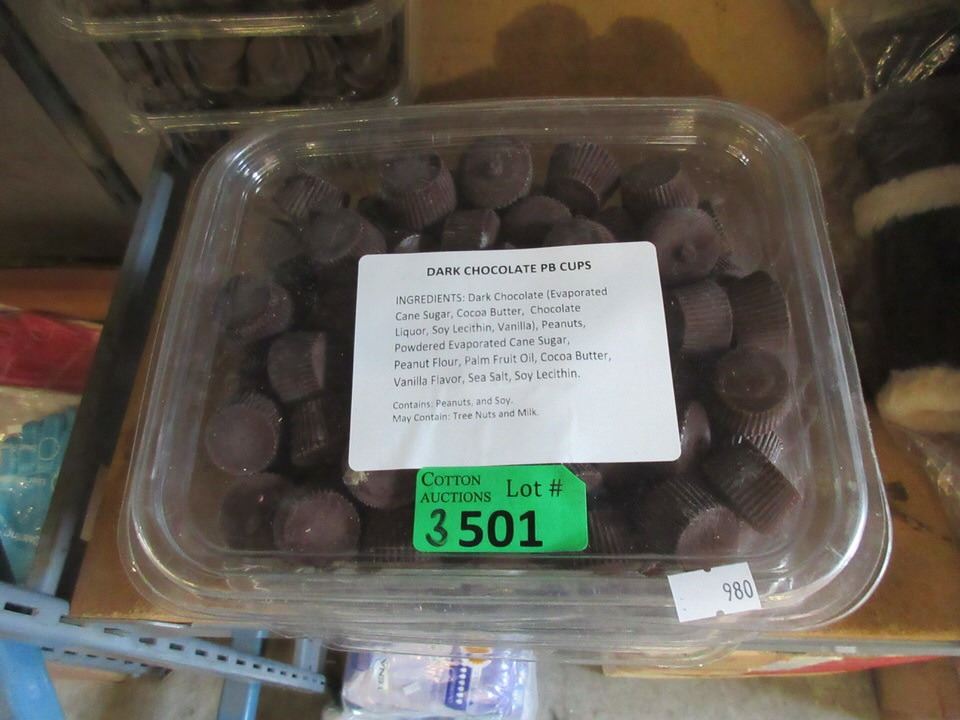 DARK CHOCOLATE PB CUPS
INGREDIENTS: Dark Chocolate (Evaporated
Cane Sugar, Cocoa Butter, Chocolate
Liquor, Soy Lecithin, Vanilla), Peanuts,
Powdered Evaporated Cane Sugar,
Peanut Flour, Palm Fruit Oil, Cocoa Butter,
Vanilla Flavor, Sea Salt, Soy Lecithin.
Contains: Peanuts, and Soy.
May Contain: Tree Nuts and Milk.
COTTON
AUCTIONS Lot #
3501
980
TENA